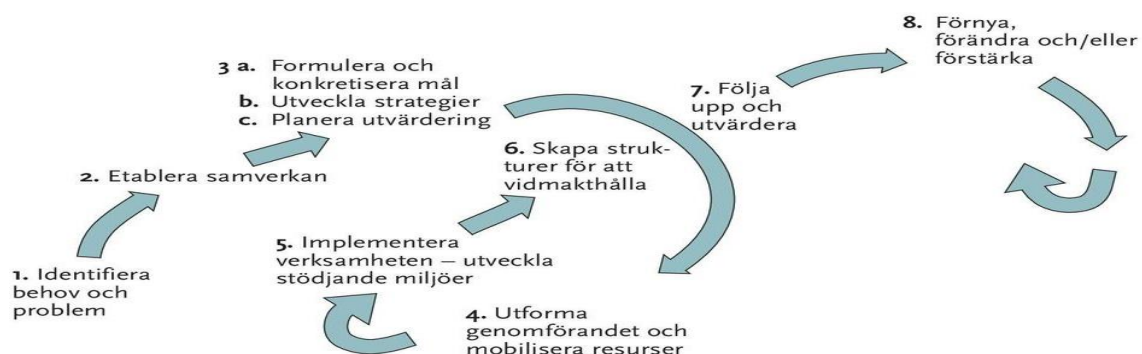 1. Identifiera
behov och
problem
2. Etablera samverkan
3 a. Formulera och
konkretisera mål
b. Utveckla strategier
c. Planera utvärdering
4. Utforma
genomförandet och
mobilisera resurser
5. Implementera
verksamheten – utveckla
stödjande miljöer
6. Skapa struk-
turer för att
vidmakthålla
7. Följa
upp och
utvärdera
8. Förnya,
förändra och/eller
förstärka